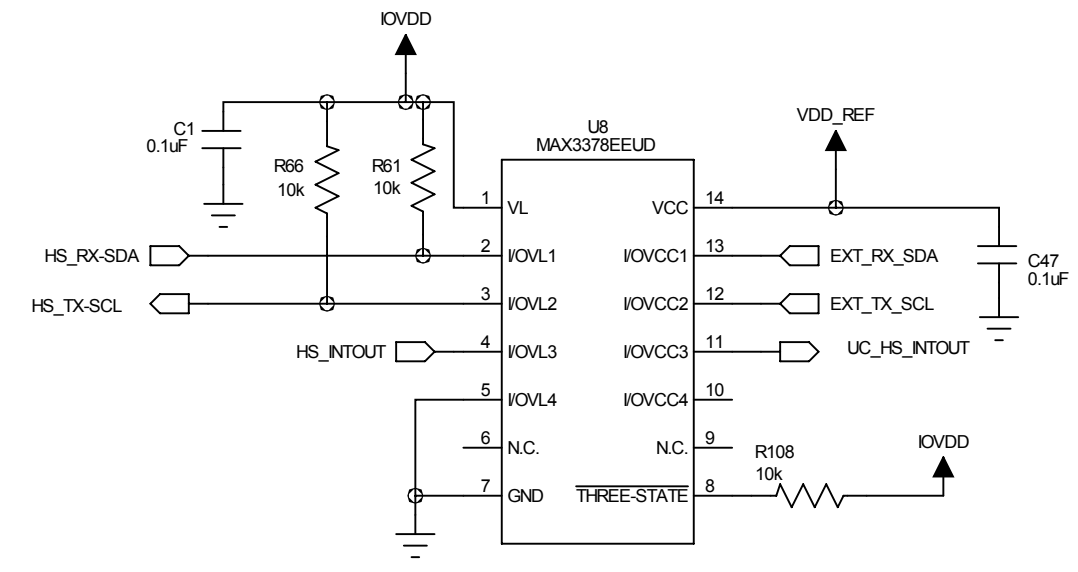 IOVDD
C1
0.1uF
R66
10k
R61
10k
U8
MAX3378EEUD
VDD_REF
1 VL VCC 14
HS_RX-SDA 2 I/OVL1 I/OVCC1 13 EXT_RX_SDA
C47
0.1uF
HS_TX-SCL 3 I/OVL2 I/OVCC2 12 EXT_TX_SCL
HS_INTOUT 4 I/OVL3 I/OVCC3 11 UC_HS_INTOUT
5 I/OVL4 I/OVCC4 10
6 N.C. N.C. 9
R108
10k
IOVDD
7 GND THREE-STATE 8